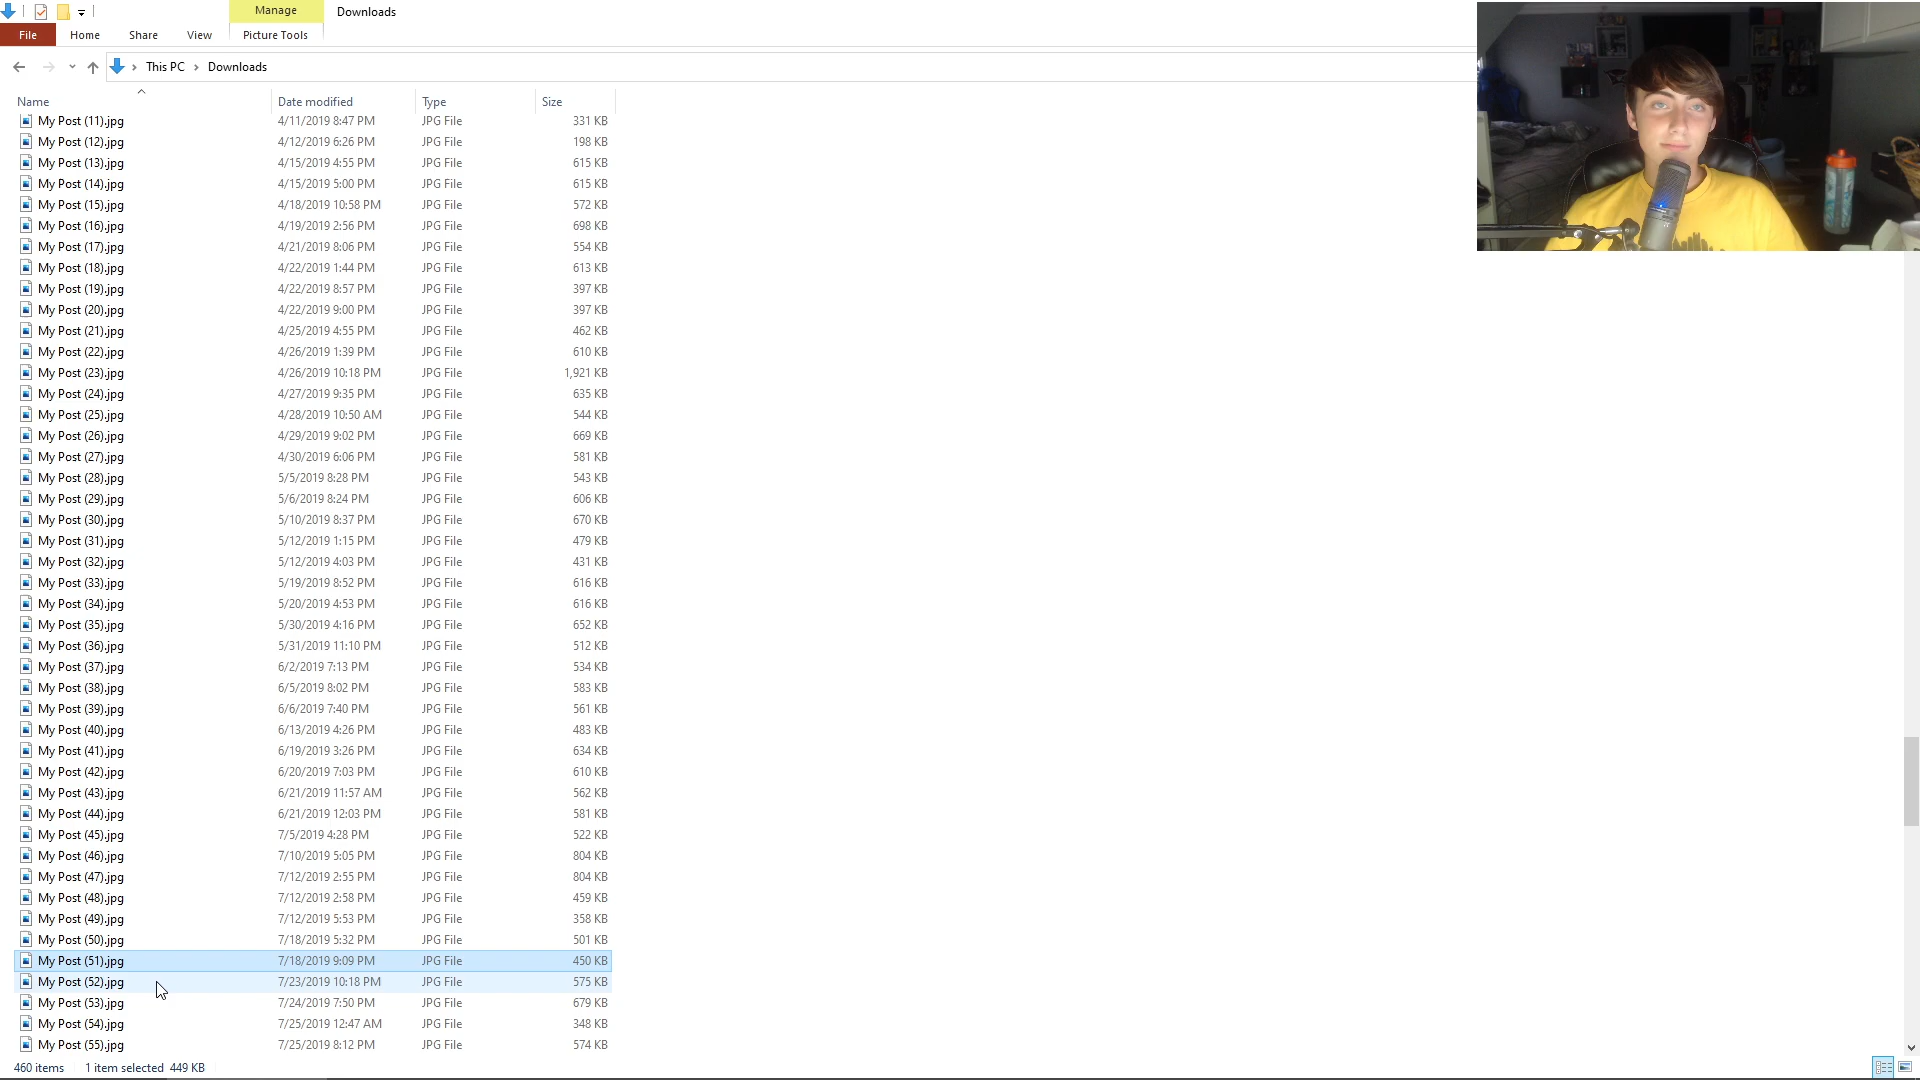 Manage Downloads
File Home Share View Picture Tools
This PC Downloads
Name Date modified Type Size
My Post (11).jpg 4/11/2019 8:47 PM JPG File 331 KB
My Post (12).jpg 4/12/2019 6:26 PM JPG File 198 KB
My Post (13).jpg 4/15/2019 4:55 PM JPG File 615 KB
My Post (14).jpg 4/15/2019 5:00 PM JPG File 615 KB
My Post (15).jpg 4/18/2019 10:58 PM JPG File 572 KB
My Post (16).jpg 4/19/2019 2:56 PM JPG File 698 KB
My Post (17).jpg 4/21/2019 8:06 PM JPG File 554 KB
My Post (18).jpg 4/22/2019 1:44 PM JPG File 613 KB
My Post (19).jpg 4/22/2019 8:57 PM JPG File 397 KB
My Post (20).jpg 4/22/2019 9:00 PM JPG File 397 KB
My Post (21).jpg 4/25/2019 4:55 PM JPG File 462 KB
My Post (22).jpg 4/26/2019 1:39 PM JPG File 610 KB
My Post (23).jpg 4/26/2019 10:18 PM JPG File 1,921 KB
My Post (24).jpg 4/27/2019 9:35 PM JPG File 635 KB
My Post (25).jpg 4/28/2019 10:50 AM JPG File 544 KB
My Post (26).jpg 4/29/2019 9:02 PM JPG File 669 KB
My Post (27).jpg 4/30/2019 6:06 PM JPG File 581 KB
My Post (28).jpg 5/5/2019 8:28 PM JPG File 543 KB
My Post (29).jpg 5/6/2019 8:24 PM JPG File 606 KB
My Post (30).jpg 5/10/2019 8:37 PM JPG File 670 KB
My Post (31).jpg 5/12/2019 1:15 PM JPG File 479 KB
My Post (32).jpg 5/12/2019 4:03 PM JPG File 431 KB
My Post (33).jpg 5/19/2019 8:52 PM JPG File 616 KB
My Post (34).jpg 5/20/2019 4:53 PM JPG File 616 KB
My Post (35).jpg 5/30/2019 4:16 PM JPG File 652 KB
My Post (36).jpg 5/31/2019 11:10 PM JPG File 512 KB
My Post (37).jpg 6/2/2019 7:13 PM JPG File 534 KB
My Post (38).jpg 6/5/2019 8:02 PM JPG File 583 KB
My Post (39).jpg 6/6/2019 7:40 PM JPG File 561 KB
My Post (40).jpg 6/13/2019 4:26 PM JPG File 483 KB
My Post (41).jpg 6/19/2019 3:26 PM JPG File 634 KB
My Post (42).jpg 6/20/2019 7:03 PM JPG File 610 KB
My Post (43).jpg 6/21/2019 11:57 AM JPG File 562 KB
My Post (44).jpg 6/21/2019 12:03 PM JPG File 581 KB
My Post (45).jpg 7/5/2019 4:28 PM JPG File 522 KB
My Post (46).jpg 7/10/2019 5:05 PM JPG File 804 KB
My Post (47).jpg 7/12/2019 2:55 PM JPG File 804 KB
My Post (48).jpg 7/12/2019 2:58 PM JPG File 459 KB
My Post (49).jpg 7/12/2019 5:53 PM JPG File 358 KB
My Post (50).jpg 7/18/2019 5:32 PM JPG File 501 KB
My Post (51).jpg 7/18/2019 9:09 PM JPG File 450 KB
My Post (52).jpg 7/23/2019 10:18 PM JPG File 575 KB
My Post (53).jpg 7/24/2019 7:50 PM JPG File 679 KB
My Post (54).jpg 7/25/2019 12:47 AM JPG File 348 KB
My Post (55).jpg 7/25/2019 8:12 PM JPG File 574 KB
460 items 1 item selected 449 KB